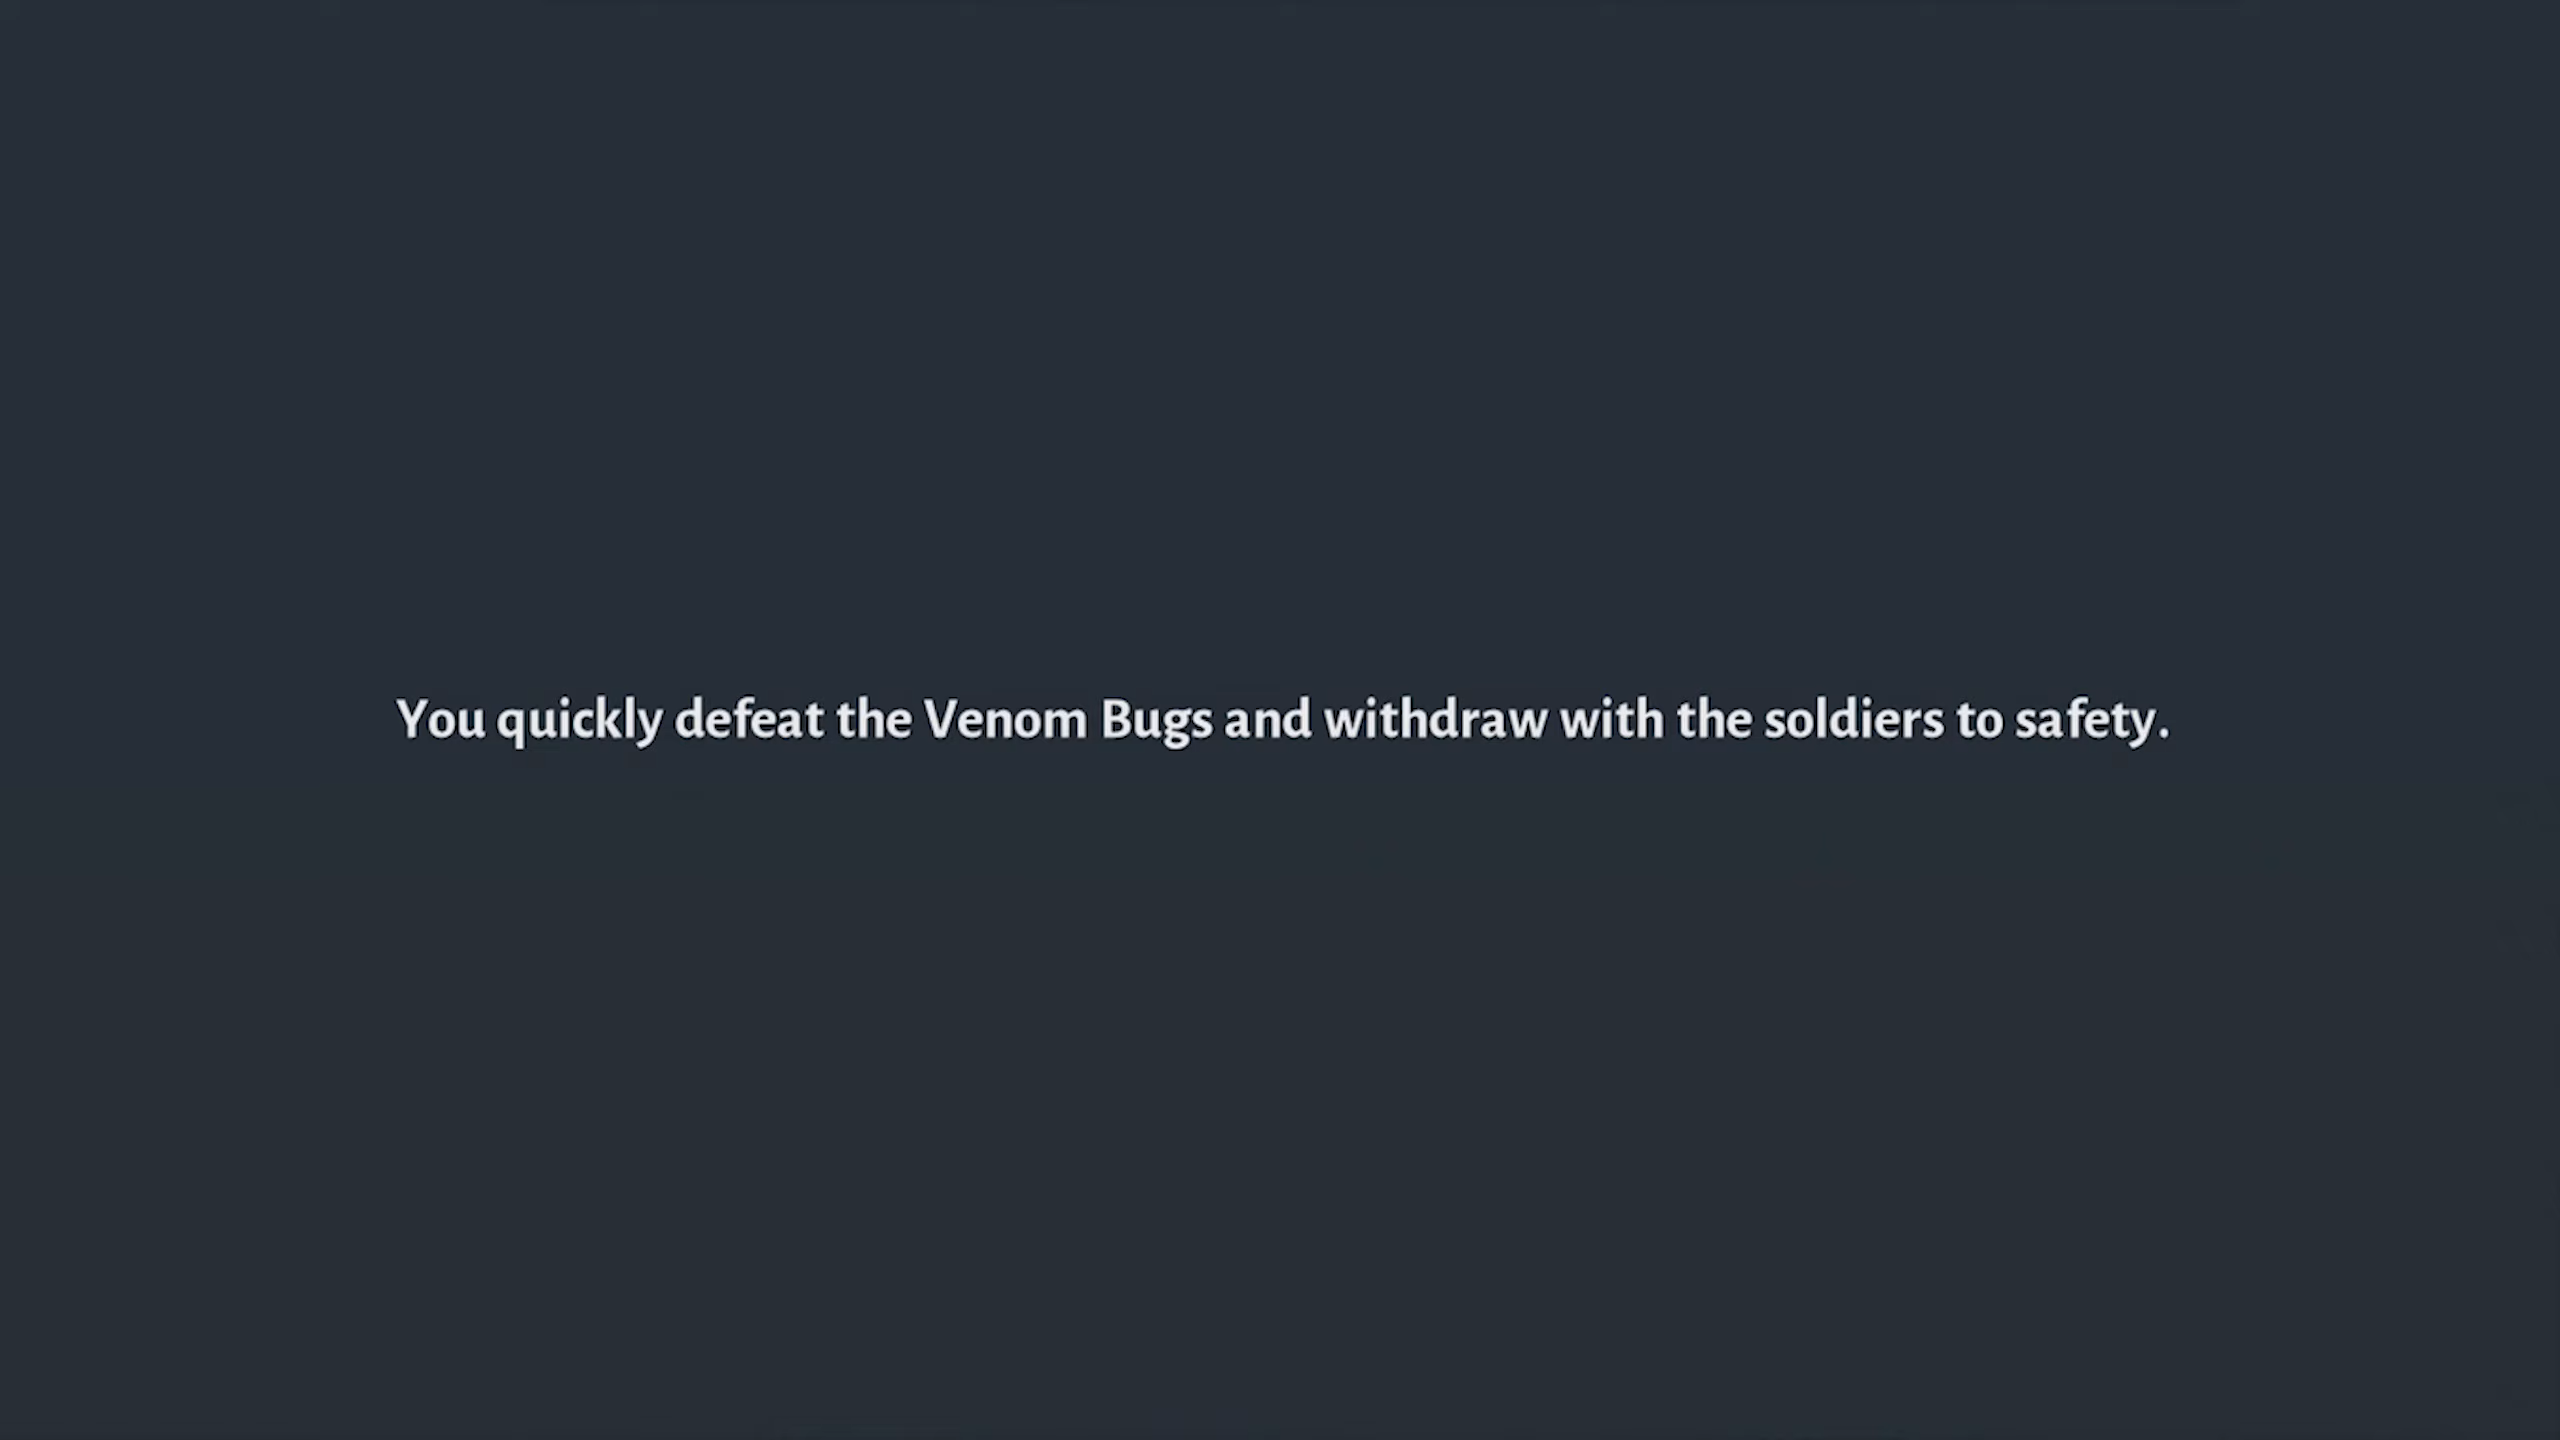 You quickly defeat the Venom Bugs and withdraw with the soldiers to safety.